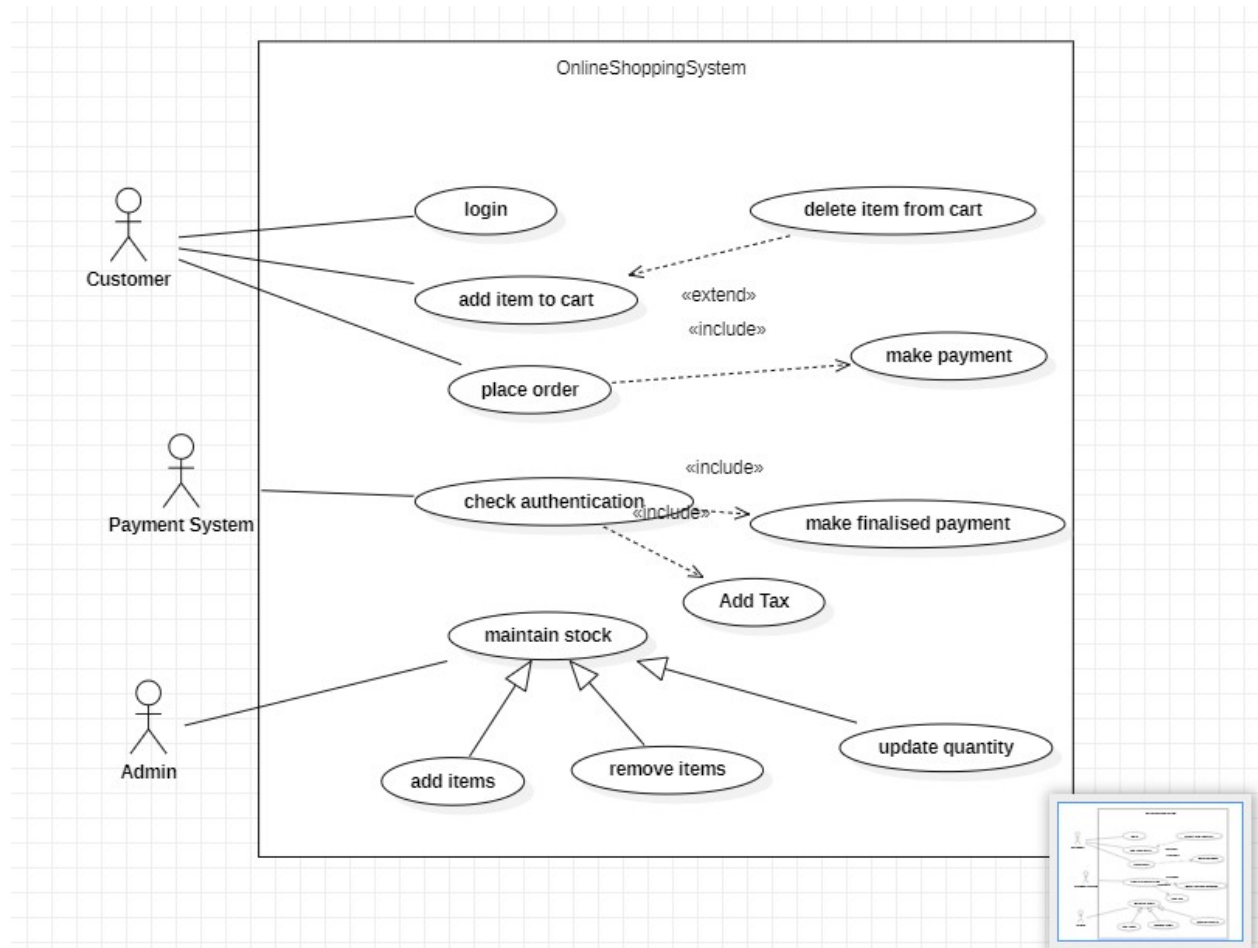 OnlineShoppingSystem
login
delete item from cart
Customer
add item to cart
«extend»
«include»
make payment
place order
«include»
check authentication
«include»
make finalised payment
Payment System
Add Tax
maintain stock
update quantity
Admin
add items
remove items